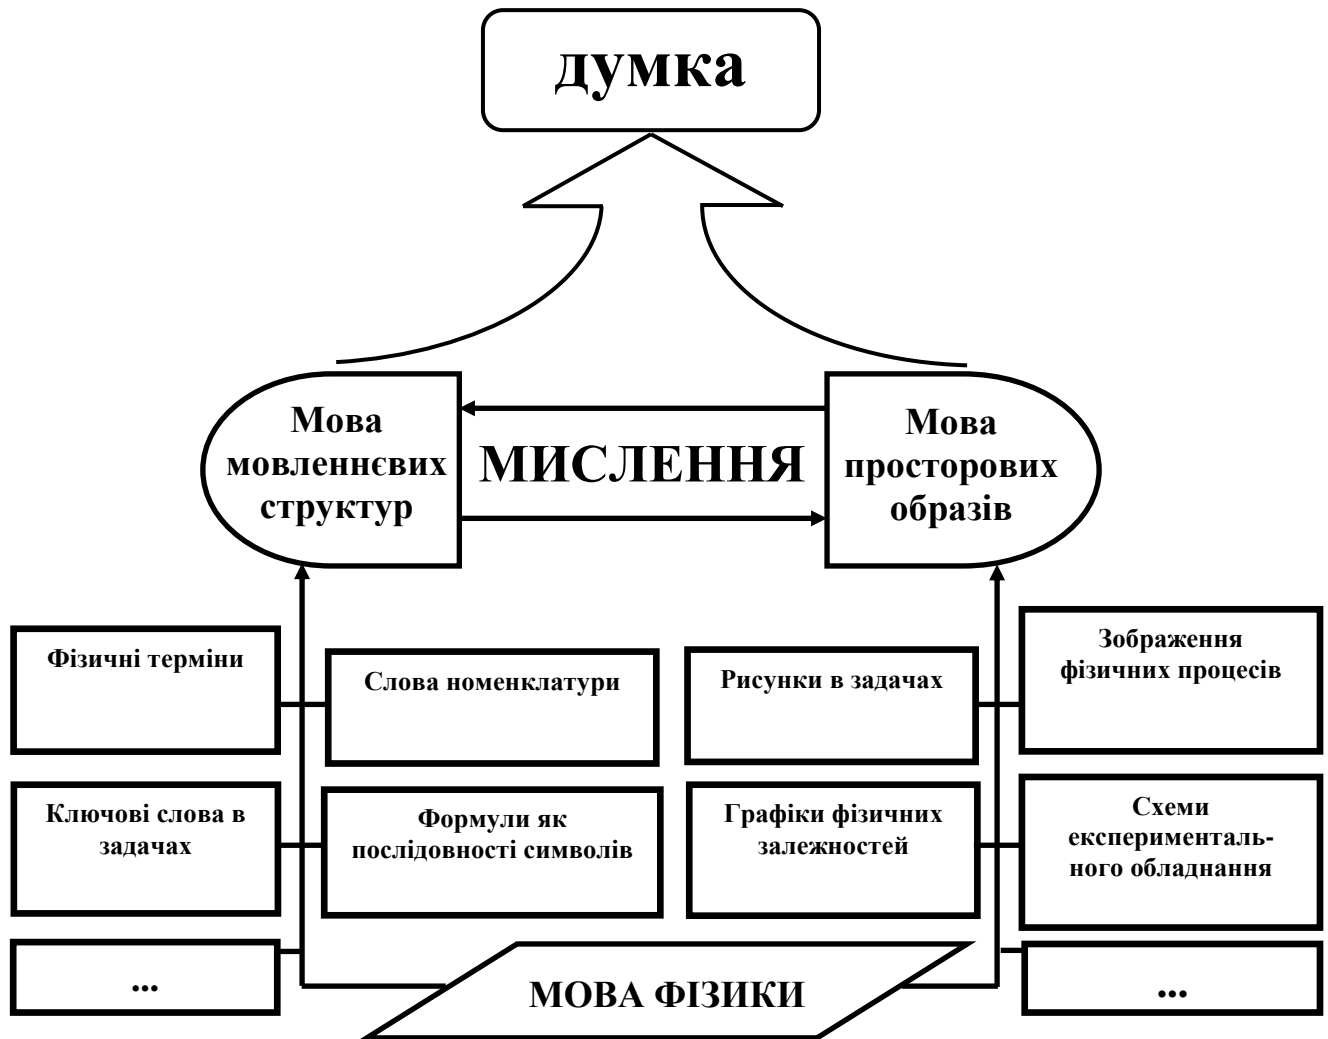 думка
Мова
мовленнєвих
структур
МИСЛЕННЯ
Мова
просторових
образів
Фізичні терміни
Слова номенклатури
Рисунки в задачах
Зображення
фізичних процесів
Ключові слова в
задачах
Формули як
послідовності символів
Графіки фізичних
залежностей
Схеми
експерименталь-
ного обладнання
...
МОВА ФІЗИКИ
...